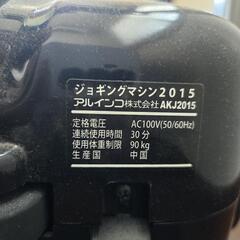 ジョギングマシン2015
アルインコ株式会社 AKJ2015
定格電圧 AC100V(50/60Hz)
連続使用時間 30分
使用体重制限 90kg
生産国 中国